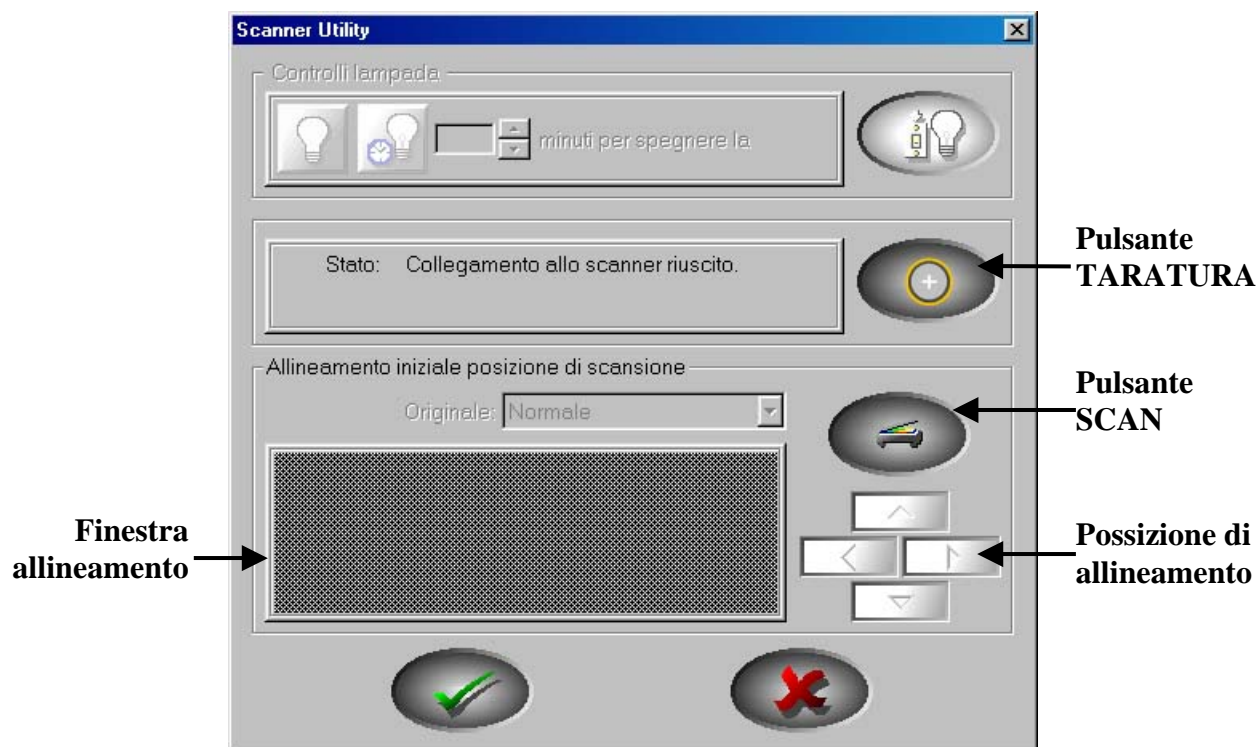 Scanner Utility
Controlli lampada
minuti per spegnere la
Stato: Collegamento allo scanner riuscito.
Pulsante
TARATURA
Allineamento iniziale posizione di scansione
Originale: Normale
Pulsante
SCAN
Finestra
allineamento
Possizione di
allineamento